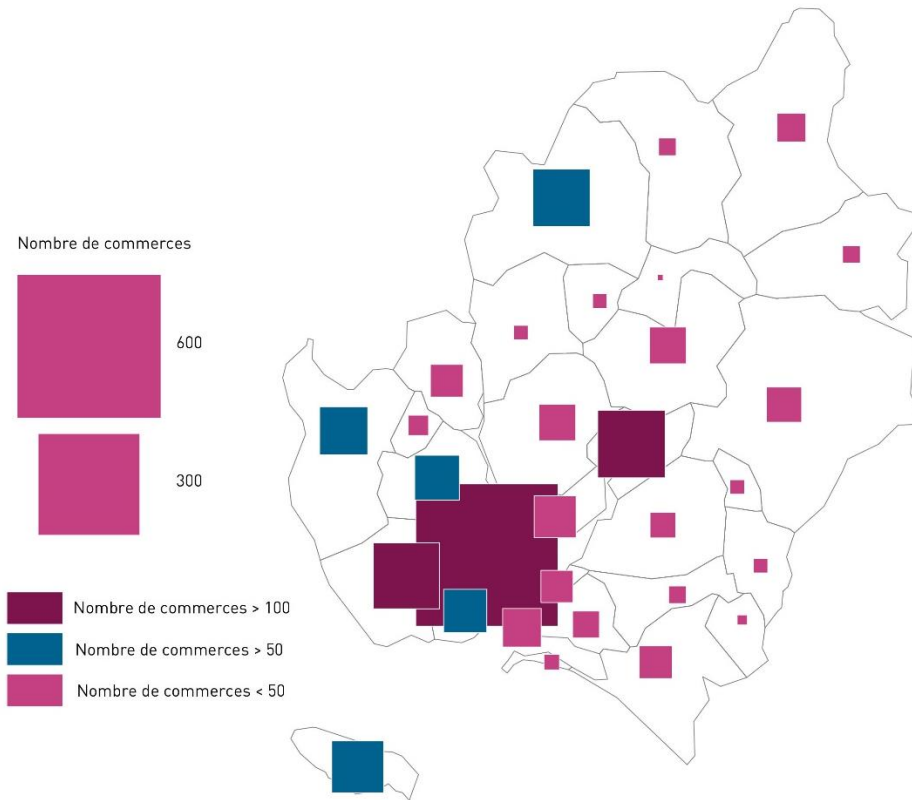 Nombre de commerces
600
300
Nombre de commerces > 100
Nombre de commerces > 50
Nombre de commerces < 50